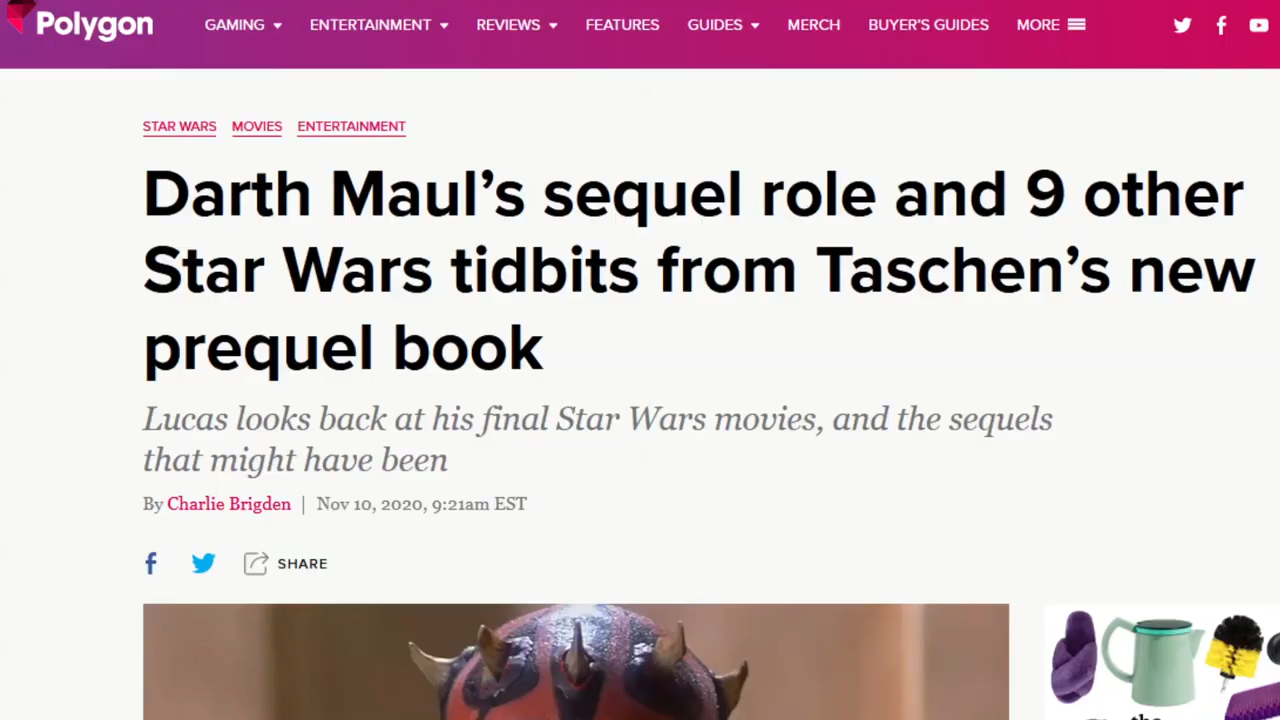 Polygon
GAMING ENTERTAINMENT REVIEWS FEATURES GUIDES MERCH BUYER'S GUIDES MORE
STAR WARS MOVIES ENTERTAINMENT
Darth Maul’s sequel role and 9 other
Star Wars tidbits from Taschen’s new
prequel book
Lucas looks back at his final Star Wars movies, and the sequels
that might have been
By Charlie Brigden | Nov 10, 2020, 9:21am EST
SHARE
the